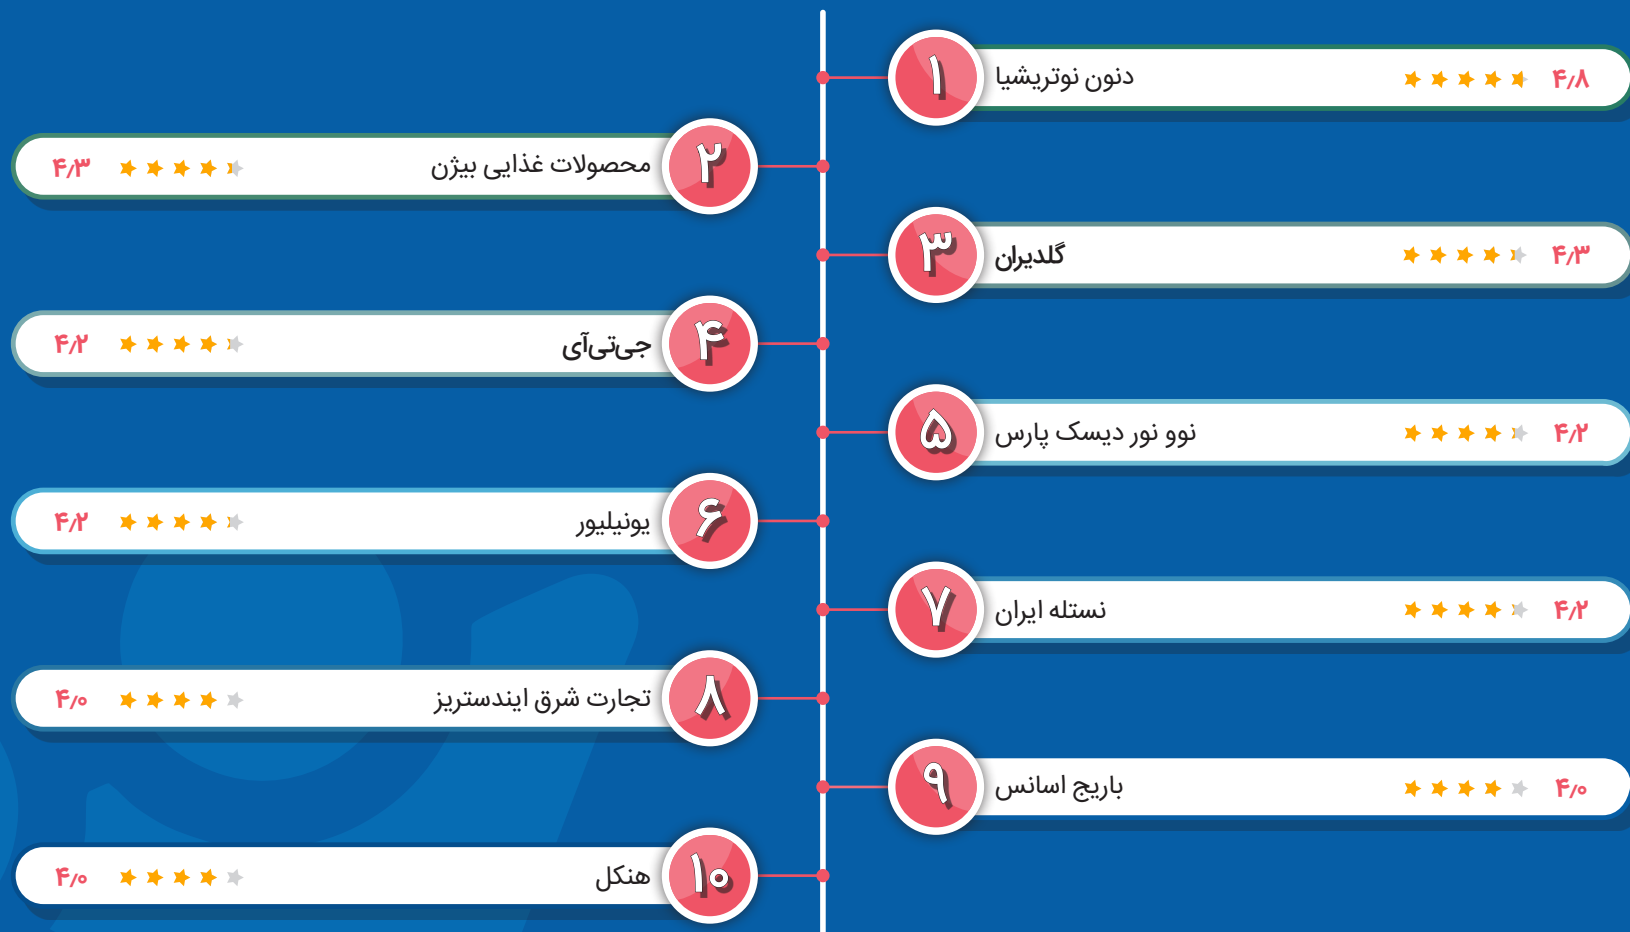 ۱ دنون نوتریشیا ۴٫۸
۲ محصولات غذایی بیژن ۴٫۳
۳ گلدیران ۴٫۳
۴ جی‌تی‌آی ۴٫۲
۵ نوو نور دیسک پارس ۴٫۲
۶ یونیلیور ۴٫۲
۷ نستله ایران ۴٫۲
۸ تجارت شرق ایندستریز ۴٫۰
۹ باریج اسانس ۴٫۰
۱۰ هنکل ۴٫۰